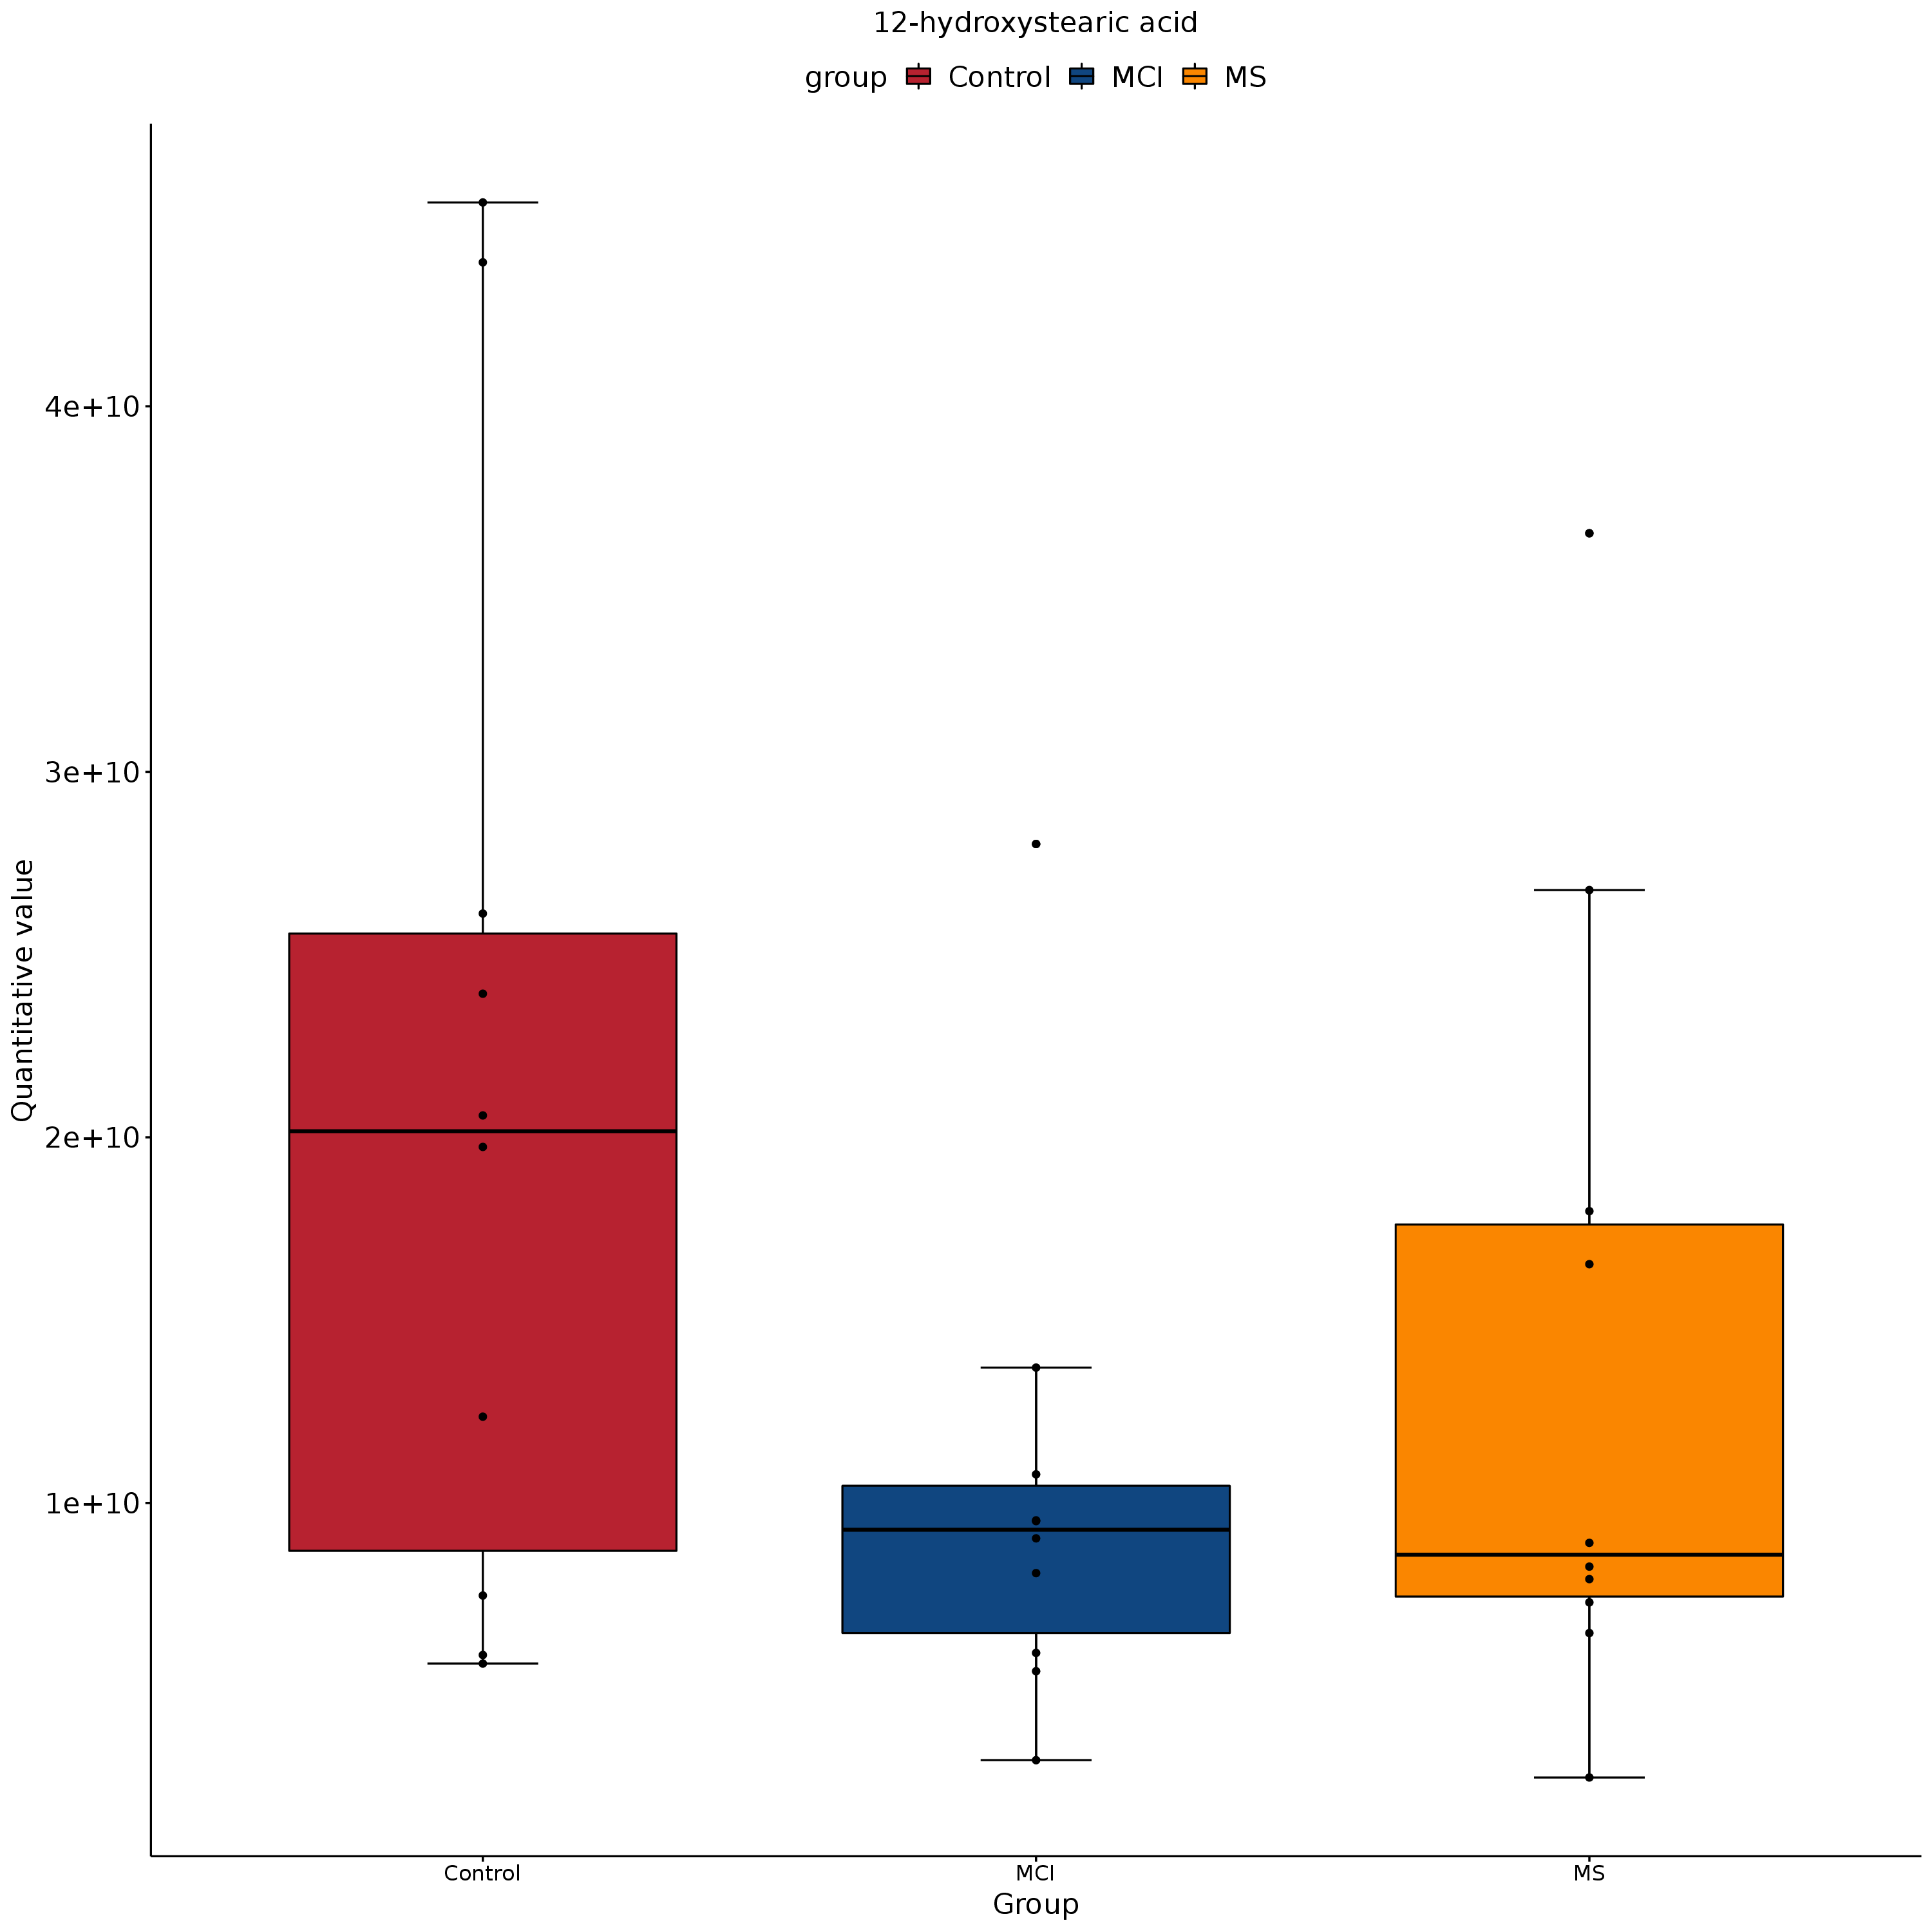 12-hydroxystearic acid
group Control MCI MS
Quantitative value
4e+10
3e+10
2e+10
1e+10
Control MCI MS
Group